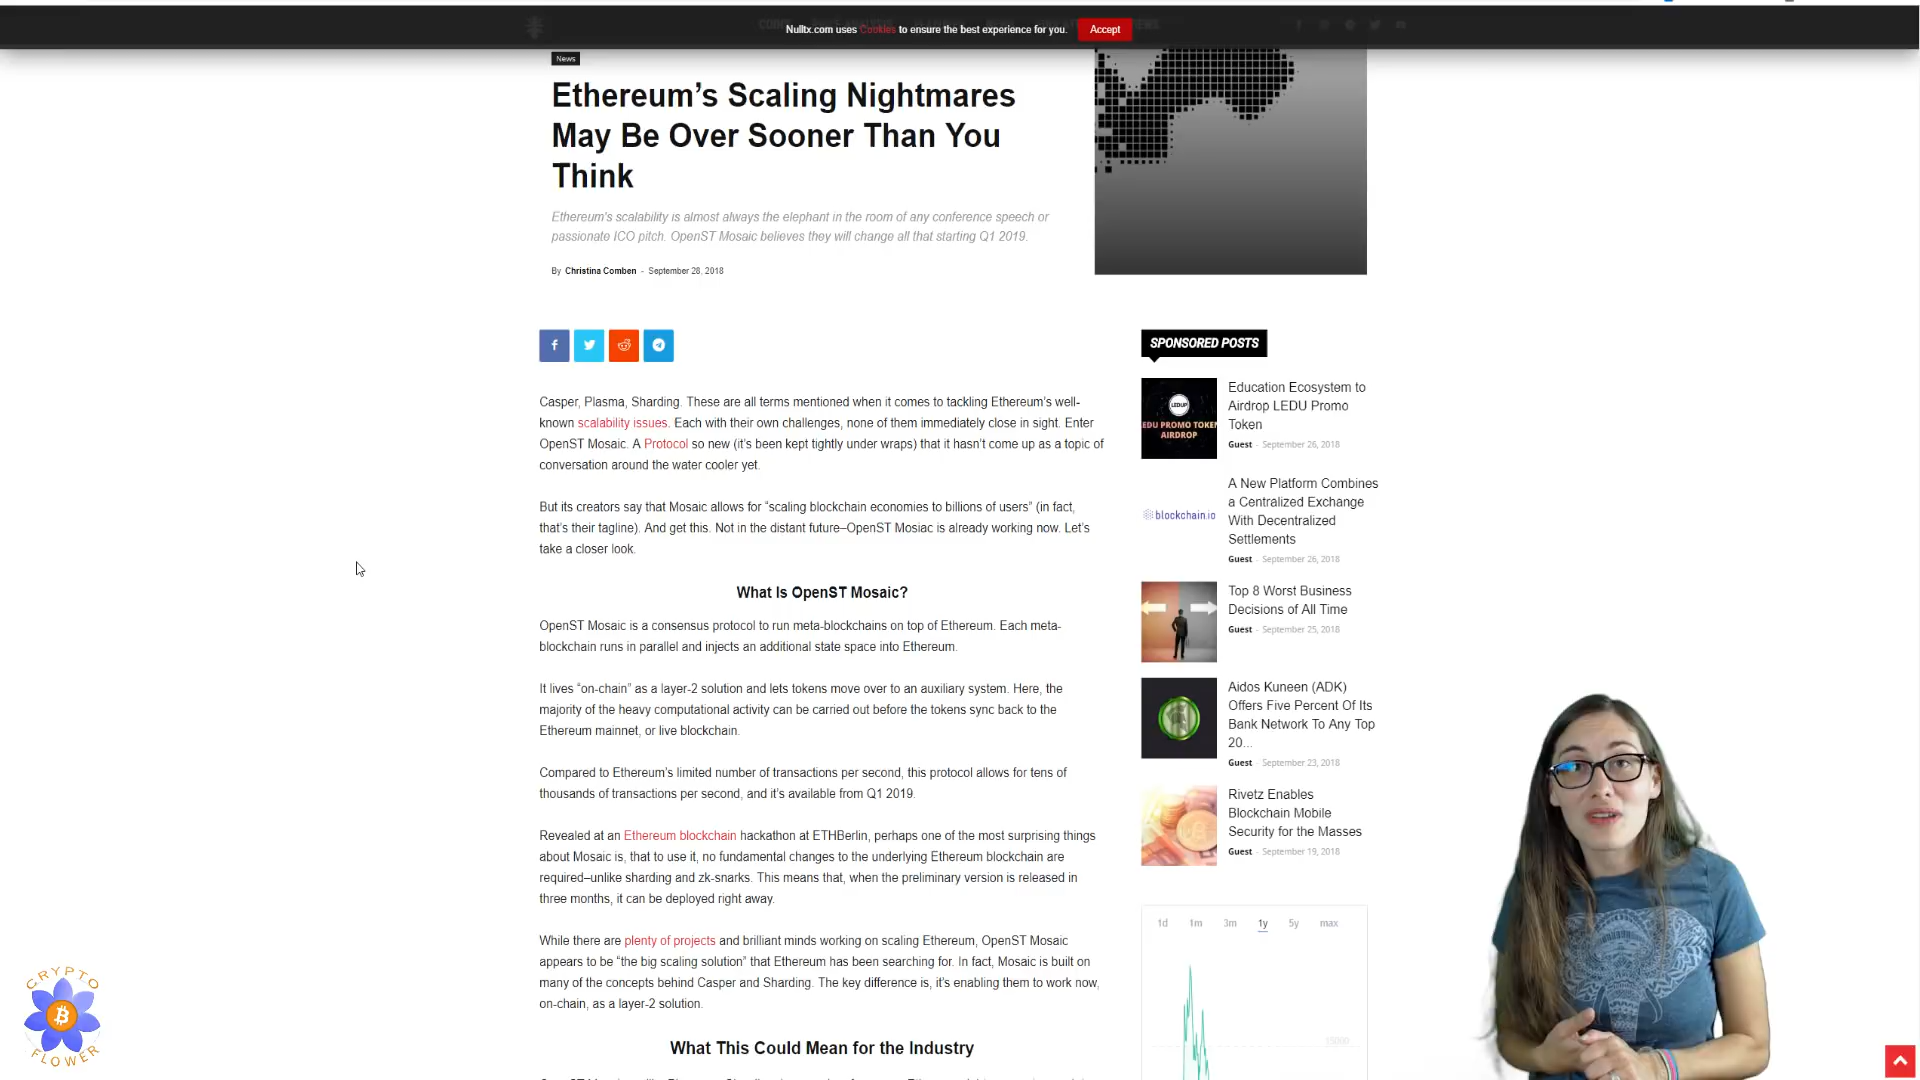 Nulltx.com uses Cookies to ensure the best experience for you.
Accept
News
Ethereum’s Scaling Nightmares
May Be Over Sooner Than You
Think
Ethereum's scalability is almost always the elephant in the room of any conference speech or
passionate ICO pitch. OpenST Mosaic believes they will change all that starting Q1 2019.
By Christina Comben - September 28, 2018
Casper, Plasma, Sharding. These are all terms mentioned when it comes to tackling Ethereum’s well-
known scalability issues. Each with their own challenges, none of them immediately close in sight. Enter
OpenST Mosaic. A Protocol so new (it’s been kept tightly under wraps) that it hasn’t come up as a topic of
conversation around the water cooler yet.
But its creators say that Mosaic allows for “scaling blockchain economies to billions of users” (in fact,
that’s their tagline). And get this. Not in the distant future–OpenST Mosiac is already working now. Let’s
take a closer look.
What Is OpenST Mosaic?
OpenST Mosaic is a consensus protocol to run meta-blockchains on top of Ethereum. Each meta-
blockchain runs in parallel and injects an additional state space into Ethereum.
It lives “on-chain” as a layer-2 solution and lets tokens move over to an auxiliary system. Here, the
majority of the heavy computational activity can be carried out before the tokens sync back to the
Ethereum mainnet, or live blockchain.
Compared to Ethereum’s limited number of transactions per second, this protocol allows for tens of
thousands of transactions per second, and it’s available from Q1 2019.
Revealed at an Ethereum blockchain hackathon at ETHBerlin, perhaps one of the most surprising things
about Mosaic is, that to use it, no fundamental changes to the underlying Ethereum blockchain are
required–unlike sharding and zk-snarks. This means that, when the preliminary version is released in
three months, it can be deployed right away.
While there are plenty of projects and brilliant minds working on scaling Ethereum, OpenST Mosaic
appears to be “the big scaling solution” that Ethereum has been searching for. In fact, Mosaic is built on
many of the concepts behind Casper and Sharding. The key difference is, it’s enabling them to work now,
on-chain, as a layer-2 solution.
What This Could Mean for the Industry
SPONSORED POSTS
LEDUP
EDU PROMO TOKEN
AIRDROP
Education Ecosystem to
Airdrop LEDU Promo
Token
Guest - September 26, 2018
blockchain.io
A New Platform Combines
a Centralized Exchange
With Decentralized
Settlements
Guest - September 26, 2018
Top 8 Worst Business
Decisions of All Time
Guest - September 25, 2018
Aidos Kuneen (ADK)
Offers Five Percent Of Its
Bank Network To Any Top
20...
Guest - September 23, 2018
Rivetz Enables
Blockchain Mobile
Security for the Masses
Guest - September 19, 2018
1d 1m 3m 1y 5y max
15000
CRYPTO
FLOWER